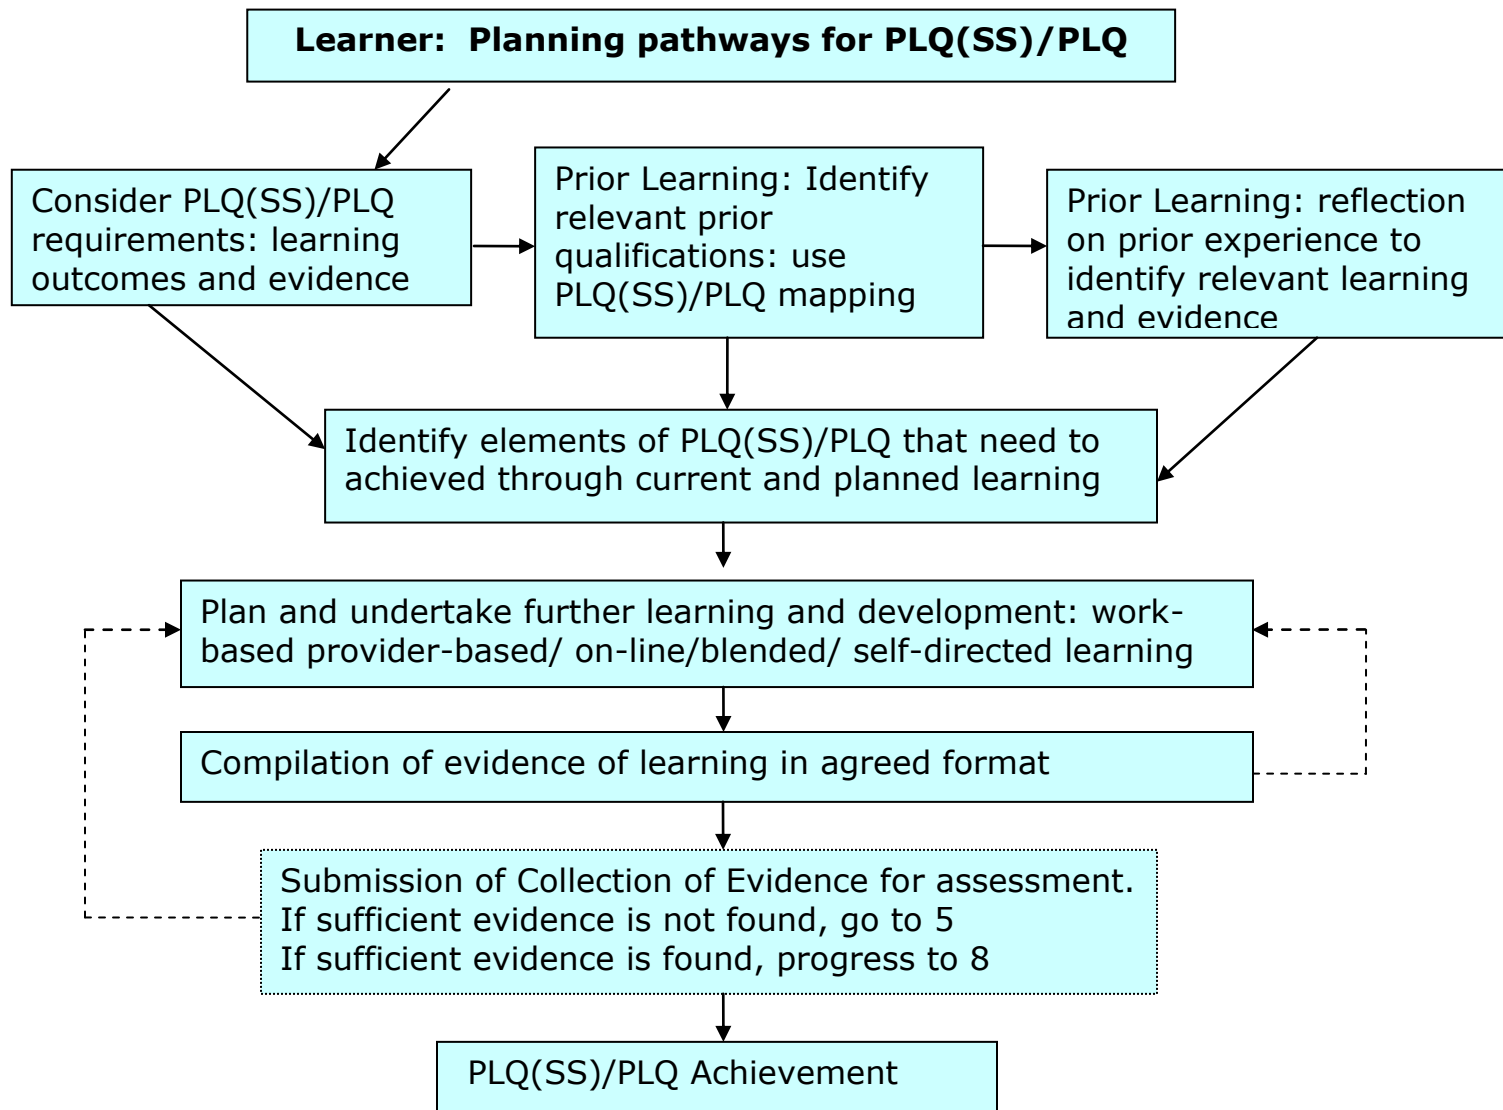 Learner:  Planning pathways for PLQ(SS)/PLQ
Consider PLQ(SS)/PLQ
requirements: learning
outcomes and evidence
Prior Learning: Identify
relevant prior
qualifications: use
PLQ(SS)/PLQ mapping
Prior Learning: reflection
on prior experience to
identify relevant learning
and evidence
Identify elements of PLQ(SS)/PLQ that need to
achieved through current and planned learning
Plan and undertake further learning and development: work-
based provider-based/ on-line/blended/ self-directed learning
Compilation of evidence of learning in agreed format
Submission of Collection of Evidence for assessment.
If sufficient evidence is not found, go to 5
If sufficient evidence is found, progress to 8
PLQ(SS)/PLQ Achievement